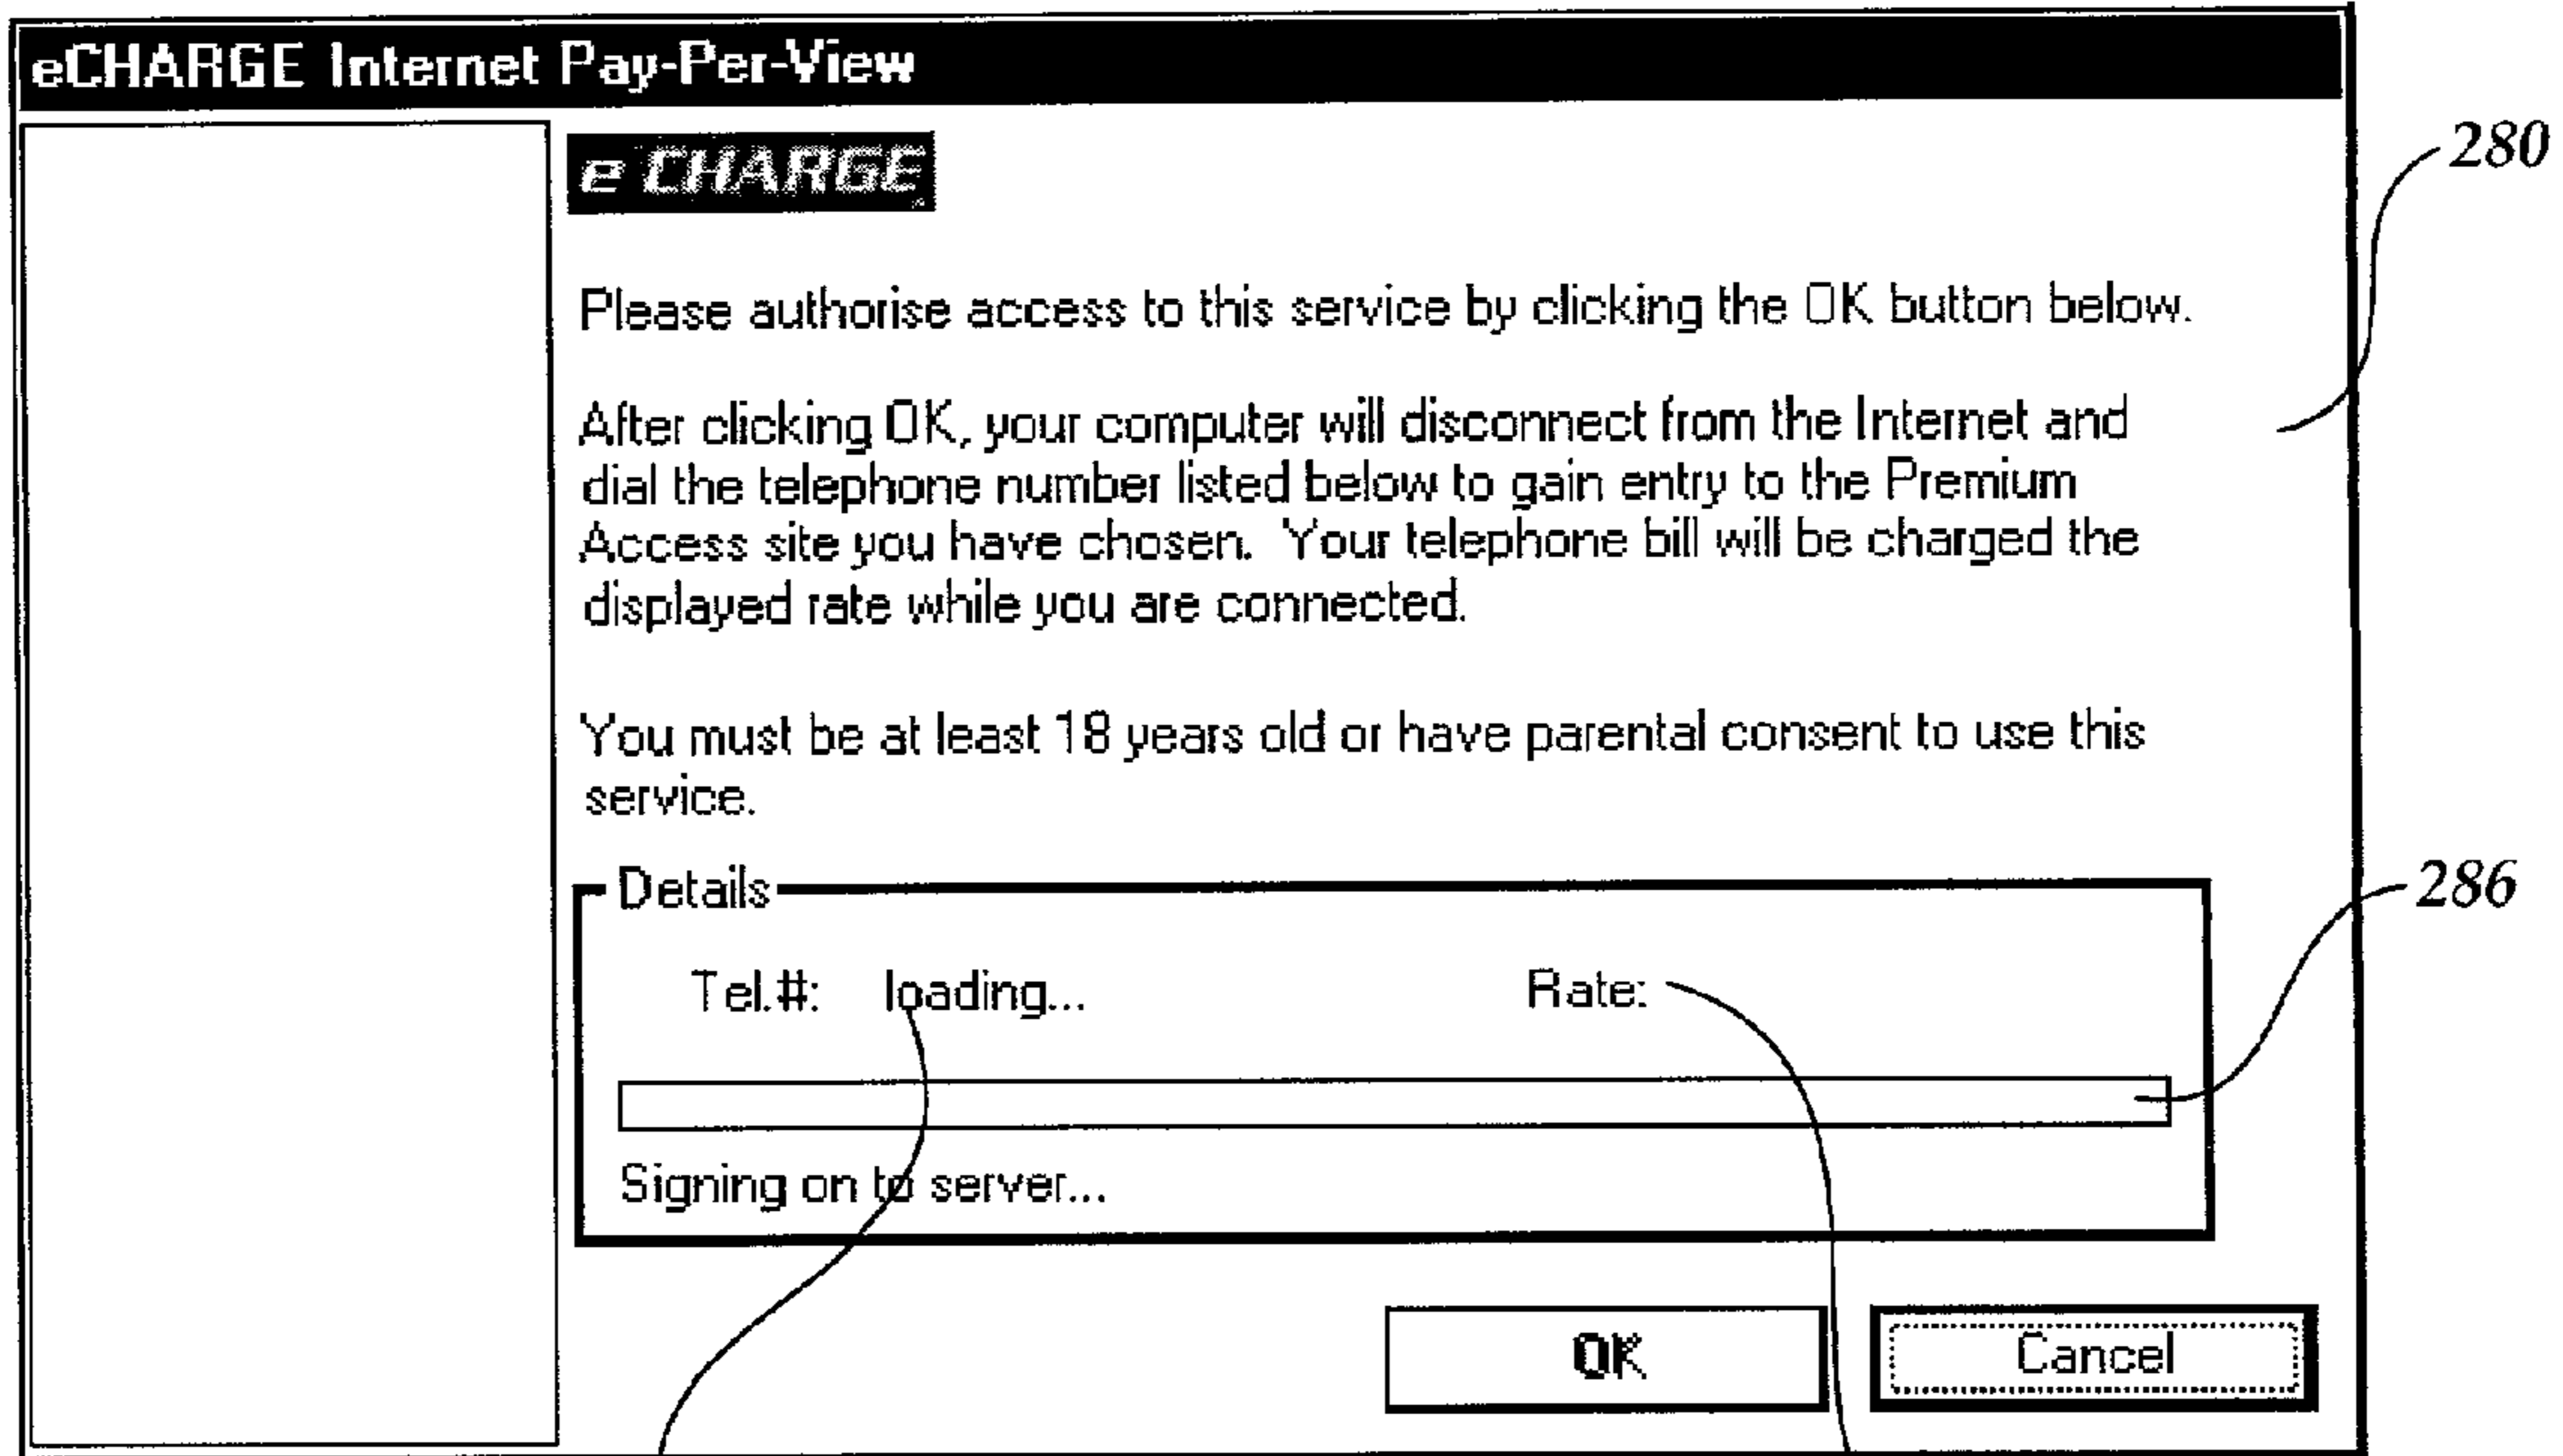 eCHARGE Internet Pay-Per-View
e CHARGE
280
Please authorise access to this service by clicking the OK button below.
After clicking OK, your computer will disconnect from the Internet and
dial the telephone number listed below to gain entry to the Premium
Access site you have chosen. Your telephone bill will be charged the
displayed rate while you are connected.
You must be at least 18 years old or have parental consent to use this
service.
Details
286
Tel.#: loading... Rate:
Signing on to server...
OK Cancel